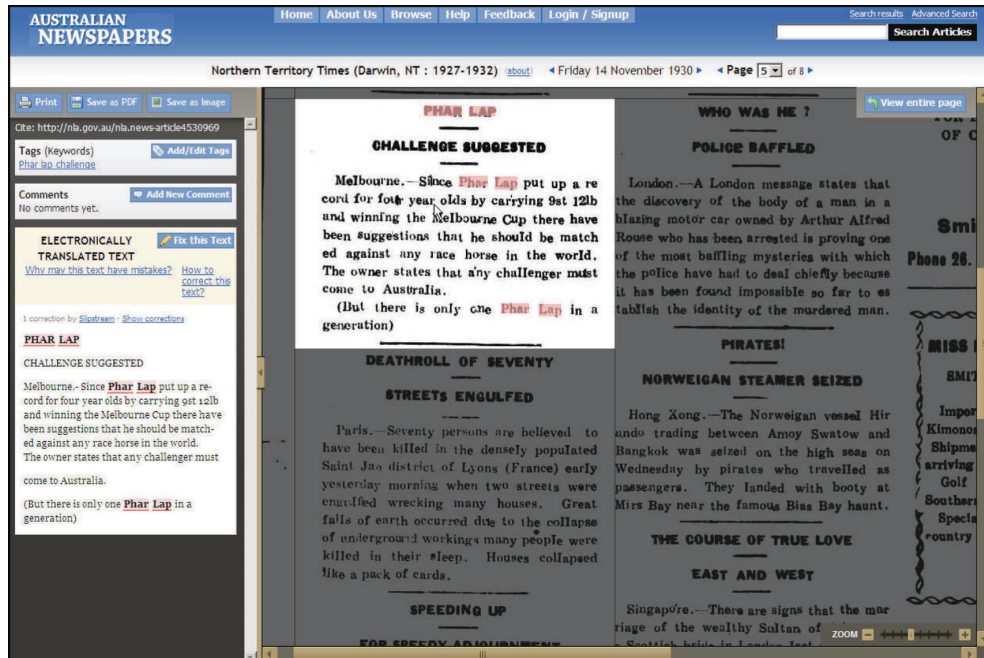 AUSTRALIAN
NEWSPAPERS
Home About Us Browse Help Feedback Login / Signup
Search results Advanced Search
Search Articles
Northern Territory Times (Darwin, NT : 1927-1932) (about) Friday 14 November 1930 Page 5 of 8
Print Save as PDF Save as Image
Cite: http://nla.gov.au/nla.news-article4530969
Tags (Keywords) Add/Edit Tags
Phar lap challenge
Comments Add New Comment
No comments yet.
ELECTRONICALLY Fix this Text
TRANSLATED TEXT
Why may this text have mistakes? How to
correct this
text?
1 correction by Slipstream - Show corrections
PHAR LAP
CHALLENGE SUGGESTED
Melbourne.- Since Phar Lap put up a re-
cord for four year olds by carrying 9st 12lb
and winning the Melbourne Cup there have
been suggestions that he should be match-
ed against any race horse in the world.
The owner states that any challenger must
come to Australia.
(But there is only one Phar Lap in a
generation)
PHAR LAP
CHALLENGE SUGGESTED
Melbourne.—Since Phar Lap put up a re
cord for four year olds by carrying 9st 12lb
and winning the Melbourne Cup there have
been suggestions that he should be match
ed against any race horse in the world.
The owner states that any challenger must
come to Australia.
(But there is only one Phar Lap in a
generation)
DEATHROLL OF SEVENTY
STREETS ENGULFED
Paris.—Seventy persons are believed to
have been killed in the densely populated
Saint Jan district of Lyons (France) early
yesterday morning when two streets were
engulfed wrecking many houses. Great
falls of earth occurred due to the collapse
of underground workings many people were
killed in their sleep. Houses collapsed
like a pack of cards.
SPEEDING UP
FOR SPEEDY ADJOURNMENT
View entire page
WHO WAS HE ?
POLICE BAFFLED
London.—A London message states that
the discovery of the body of a man in a
blazing motor car owned by Arthur Alfred
Rouse who has been arrested is proving one
of the most baffling mysteries with which
the police have had to deal chiefly because
it has been found impossible so far to es
tablish the identity of the murdered man.
PIRATES!
NORWEIGAN STEAMER SEIZED
Hong Kong.—The Norweigan vessel Hir
undo trading between Amoy Swatow and
Bangkok was seized on the high seas on
Wednesday by pirates who travelled as
passengers. They landed with booty at
Mirs Bay near the famous Bias Bay haunt.
THE COURSE OF TRUE LOVE
EAST AND WEST
Singapore.—There are signs that the mar
riage of the wealthy Sultan of
Scottish bride in London last
OF C
Smi
Phone 26.
MISS
SMIT
Impor
Kimonos
Shipme
arriving
Golf
Southern
Specia
country
ZOOM